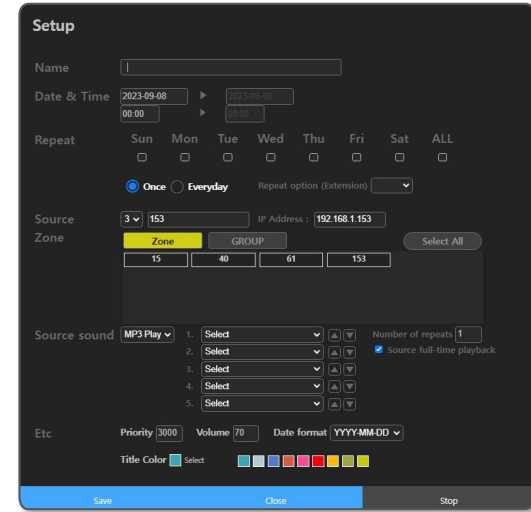 Setup
Name
Date & Time 2023-09-08 ▶ 2023-09-08
00:00 ▶ 00:00
Repeat Sun Mon Tue Wed Thu Fri Sat ALL
Once Everyday Repeat option (Extension)
Source 3 153 IP Address : 192.168.1.153
Zone Zone GROUP Select All
15 40 61 153
Source sound MP3 Play 1. Select ▲ ▼ Number of repeats 1
2. Select ▲ ▼ Source full-time playback
3. Select ▲ ▼
4. Select ▲ ▼
5. Select ▲ ▼
Etc Priority 3000 Volume 70 Date format YYYY-MM-DD
Title Color Select
Save Close Stop